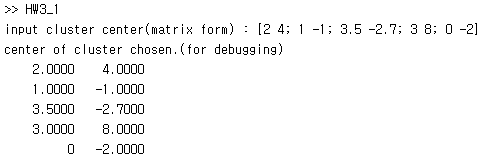 >> HW3_1
input cluster center(matrix form) : [2 4; 1 -1; 3.5 -2.7; 3 8; 0 -2]
center of cluster chosen.(for debugging)
2.0000 4.0000
1.0000 -1.0000
3.5000 -2.7000
3.0000 8.0000
0 -2.0000